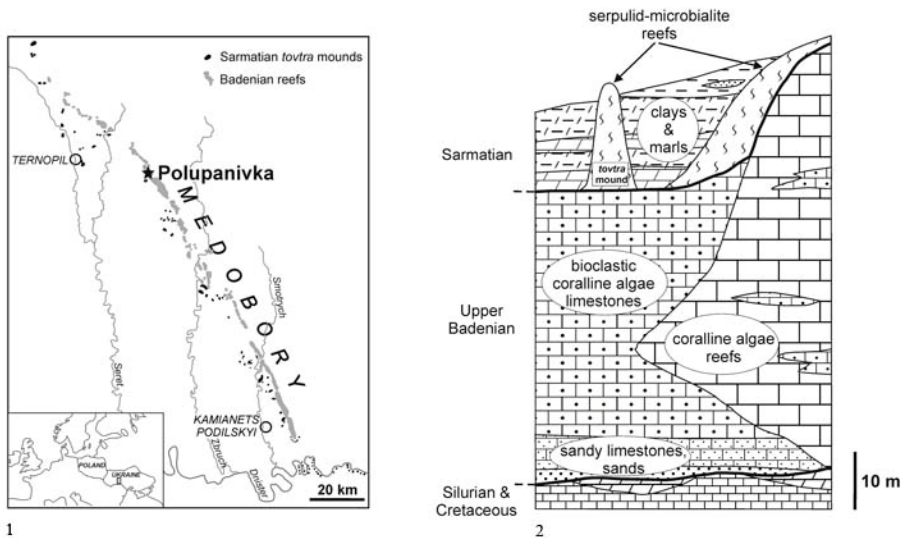 Sarmatian tovtra mounds
Badenian reefs
TERNOPIL
Polupanivka
MEDOBORY
Smotrych
Seret
KAMIANETS
PODILSKYI
Zbruch
Dnister
POLAND
UKRAINE
20 km
1
serpulid-microbialite
reefs
clays
&
marls
Sarmatian
tovtra
mound
bioclastic
coralline algae
limestones
Upper
Badenian
coralline algae
reefs
sandy limestones,
sands
Silurian &
Cretaceous
10 m
2